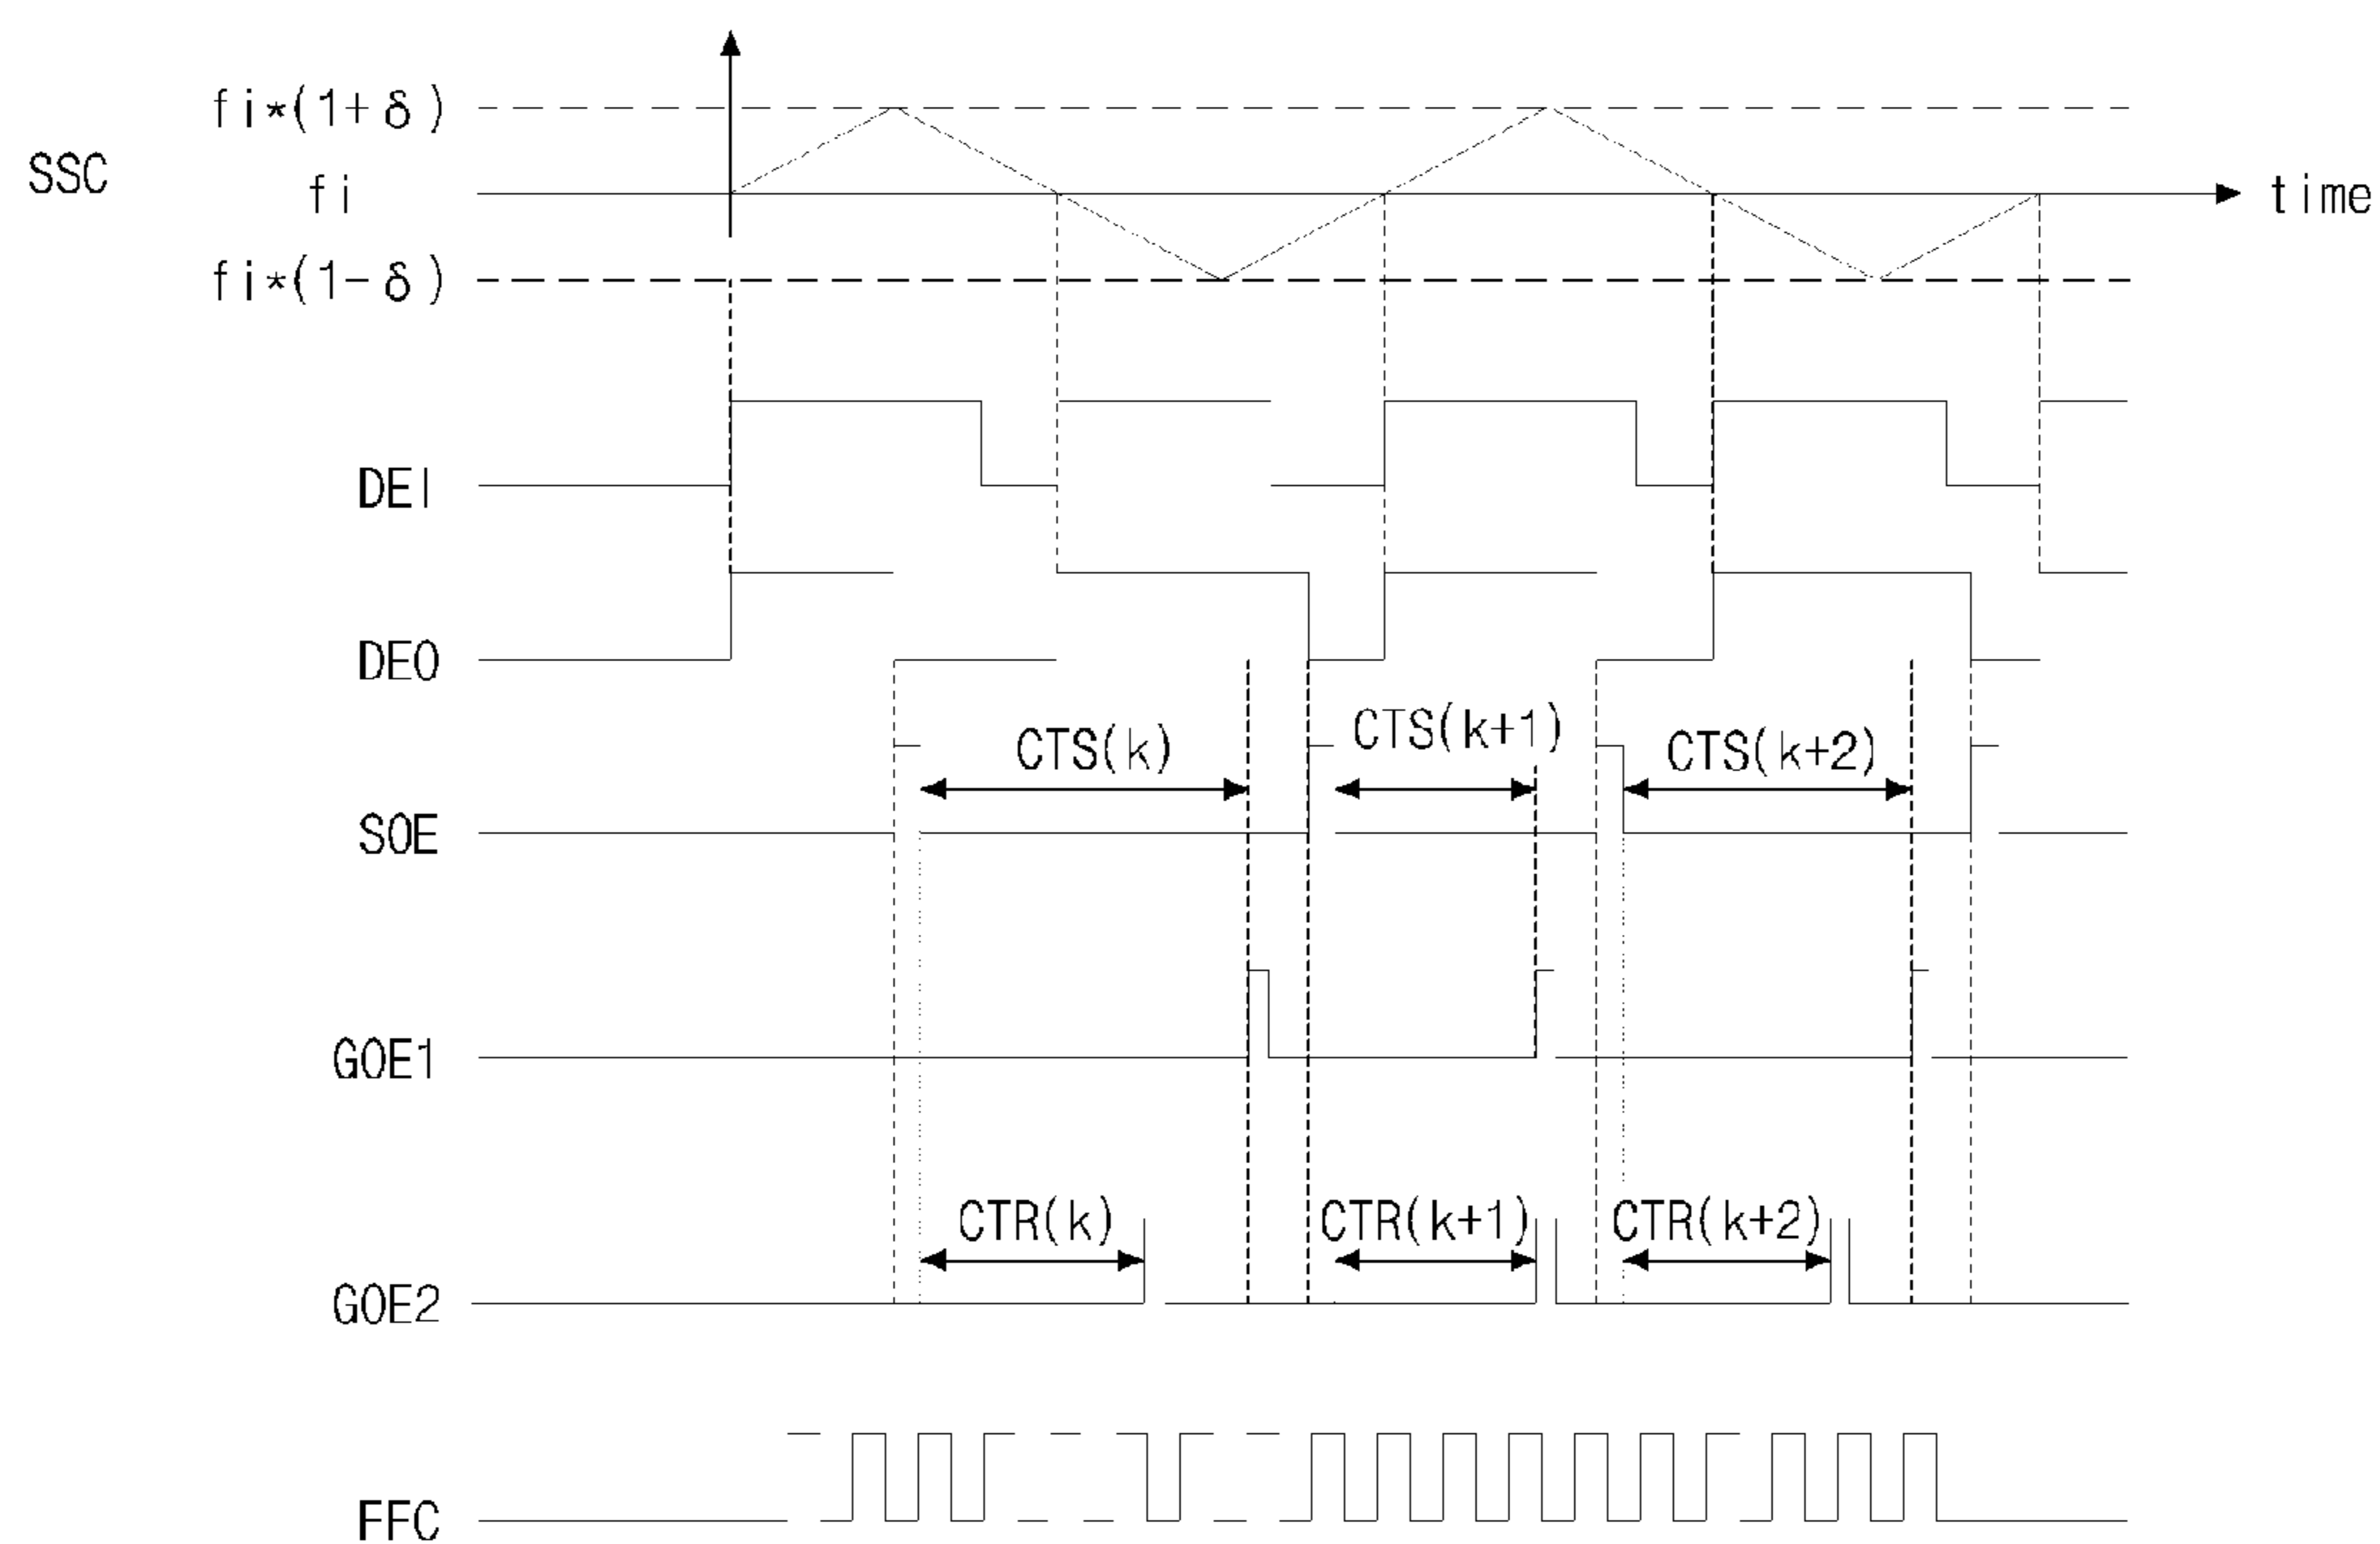 fi*(1+δ)
SSC
fi
time
fi*(1-δ)
DEI
DEO
CTS(k)
CTS(k+1)
CTS(k+2)
SOE
GOE1
CTR(k)
CTR(k+1)
CTR(k+2)
GOE2
FFC